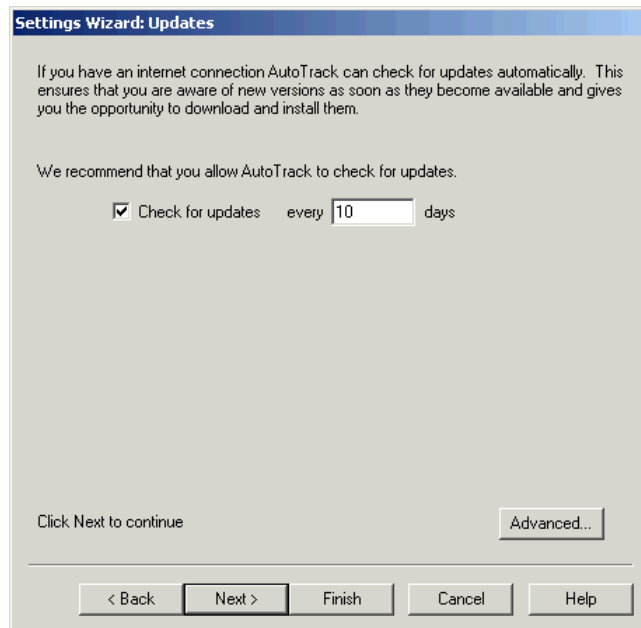 Settings Wizard: Updates
If you have an internet connection AutoTrack can check for updates automatically. This
ensures that you are aware of new versions as soon as they become available and gives
you the opportunity to download and install them.
We recommend that you allow AutoTrack to check for updates.
Check for updates every 10 days
Click Next to continue
Advanced...
< Back Next > Finish Cancel Help